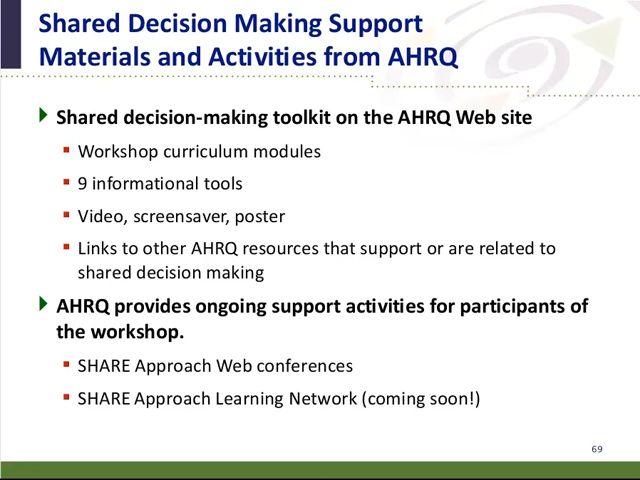 Shared Decision Making Support
Materials and Activities from AHRQ
Shared decision-making toolkit on the AHRQ Web site
Workshop curriculum modules
9 informational tools
Video, screensaver, poster
Links to other AHRQ resources that support or are related to
shared decision making
AHRQ provides ongoing support activities for participants of
the workshop.
SHARE Approach Web conferences
SHARE Approach Learning Network (coming soon!)
69